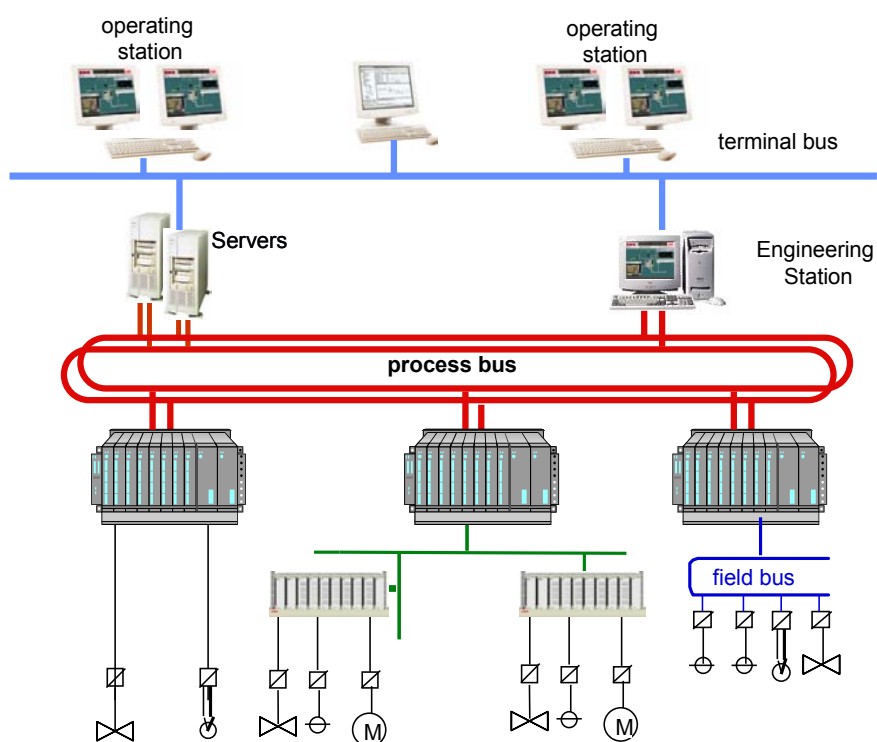 operating
station
operating
station
terminal bus
Servers
Engineering
Station
process bus
field bus
M
M